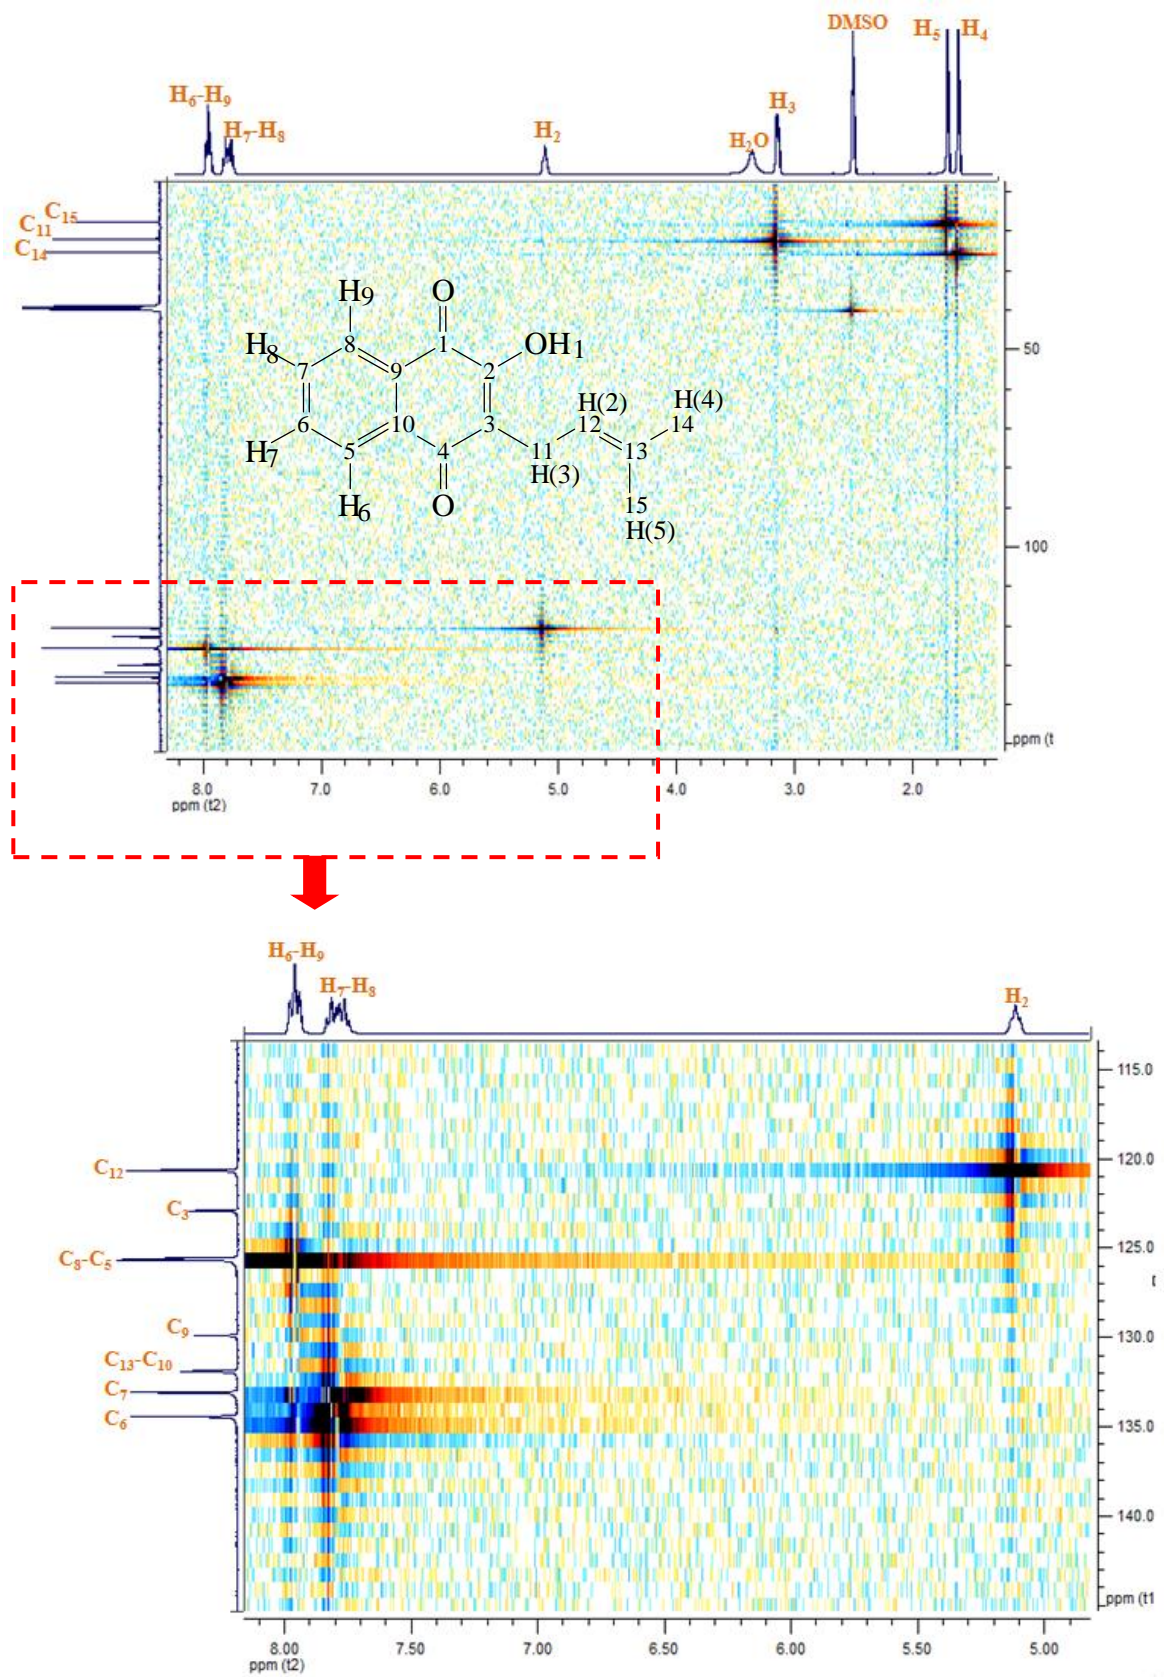 DMSO
H5 H4
H6-H9
H3
H7-H8
H2
H2O
C15
C11
C14
H9 O
H8 8 1 OH1
7 9 2
H(2) H(4)
12 14
6 10 3
H7 5 4 11 13
H(3)
15
H6 O
H(5)
50
100
ppm (t
8.0 7.0 6.0 5.0 4.0 3.0 2.0
ppm (t2)
H6-H9
H7-H8
H2
115.0
C12
120.0
C3
125.0
C8-C5
C9
130.0
C13-C10
C7
C6
135.0
140.0
ppm (t1
8.00 7.50 7.00 6.50 6.00 5.50 5.00
ppm (t2)